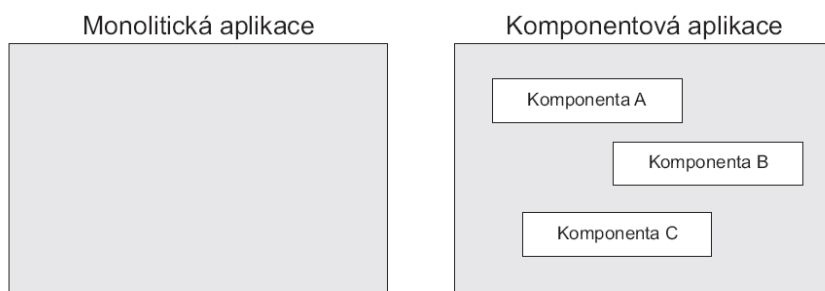 Monolitická aplikace
Komponentová aplikace
Komponenta A
Komponenta B
Komponenta C